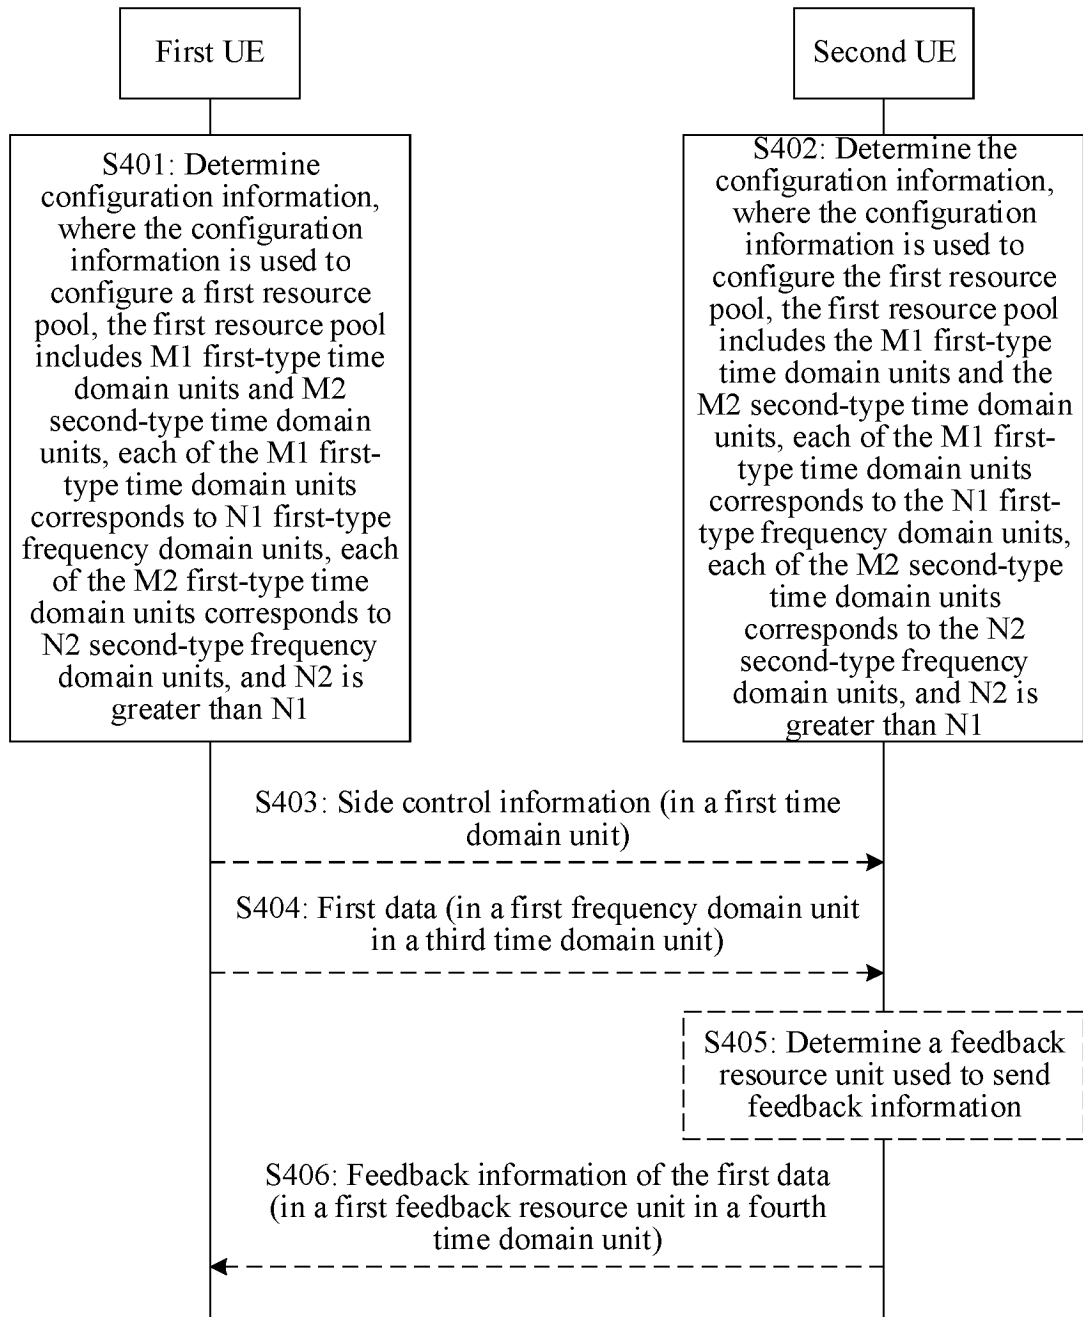 First UE
Second UE
S401: Determine
configuration information,
where the configuration
information is used to
configure a first resource
pool, the first resource pool
includes M1 first-type time
domain units and M2
second-type time domain
units, each of the M1 first-
type time domain units
corresponds to N1 first-type
frequency domain units, each
of the M2 first-type time
domain units corresponds to
N2 second-type frequency
domain units, and N2 is
greater than N1
S402: Determine the
configuration information,
where the configuration
information is used to
configure the first resource
pool, the first resource pool
includes the M1 first-type
time domain units and the
M2 second-type time domain
units, each of the M1 first-
type time domain units
corresponds to the N1 first-
type frequency domain units,
each of the M2 second-type
time domain units
corresponds to the N2
second-type frequency
domain units, and N2 is
greater than N1
S403: Side control information (in a first time
domain unit)
S404: First data (in a first frequency domain unit
in a third time domain unit)
S405: Determine a feedback
resource unit used to send
feedback information
S406: Feedback information of the first data
(in a first feedback resource unit in a fourth
time domain unit)